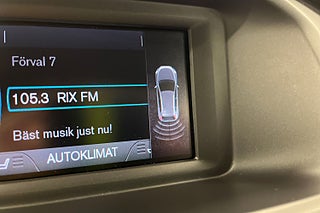 Förval 7
105.3 RIX FM
Bäst musik just nu!
AUTOKLIMAT